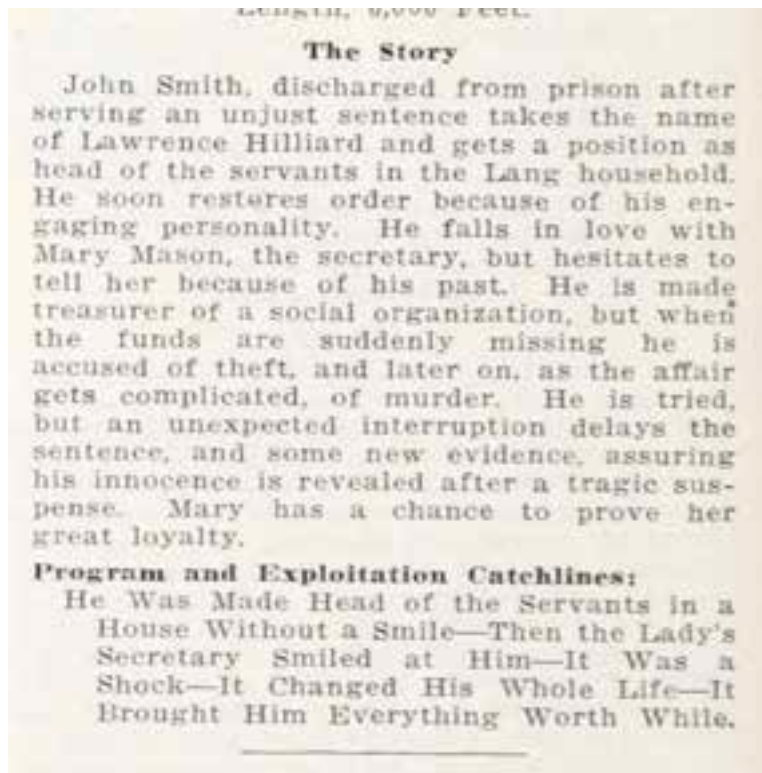 Length, 6,000 Feet.
The Story
John Smith, discharged from prison after
serving an unjust sentence takes the name
of Lawrence Hilliard and gets a position as
head of the servants in the Lang household.
He soon restores order because of his en-
gaging personality. He falls in love with
Mary Mason, the secretary, but hesitates to
tell her because of his past. He is made
treasurer of a social organization, but when
the funds are suddenly missing he is
accused of theft, and later on, as the affair
gets complicated, of murder. He is tried,
but an unexpected interruption delays the
sentence, and some new evidence, assuring
his innocence is revealed after a tragic sus-
pense. Mary has a chance to prove her
great loyalty.
Program and Exploitation Catchlines:
He Was Made Head of the Servants in a
House Without a Smile—Then the Lady's
Secretary Smiled at Him—It Was a
Shock—It Changed His Whole Life—It
Brought Him Everything Worth While.